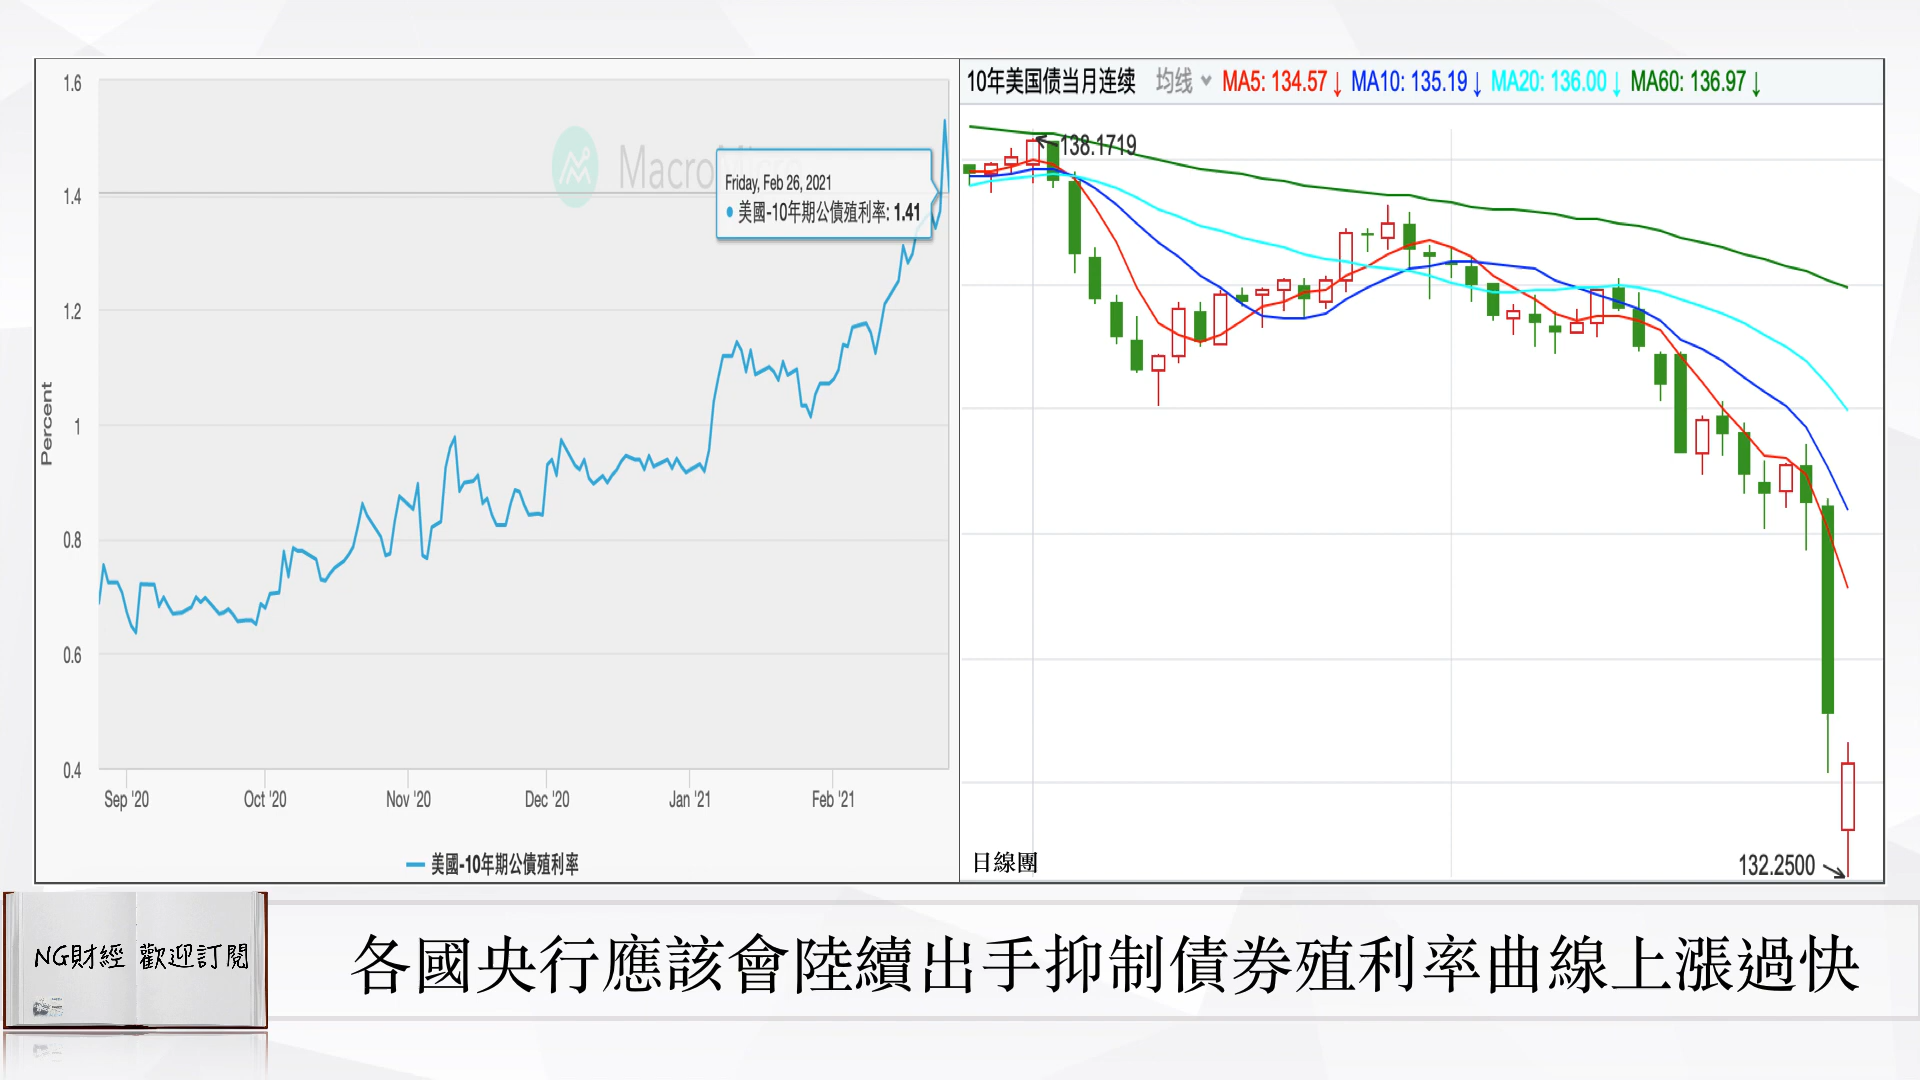 1.6
1.4
1.2
1
0.8
0.6
0.4
Percent
Friday, Feb 26, 2021
美國-10年期公債殖利率: 1.41
Sep '20 Oct '20 Nov '20 Dec '20 Jan '21 Feb '21
美國-10年期公債殖利率
10年美国债当月连续 均线 MA5: 134.57↓ MA10: 135.19↓ MA20: 136.00↓ MA60: 136.97↓
138.1719
132.2500
日線圖
NG財經 歡迎訂閱
各國央行應該會陸續出手抑制債券殖利率曲線上漲過快